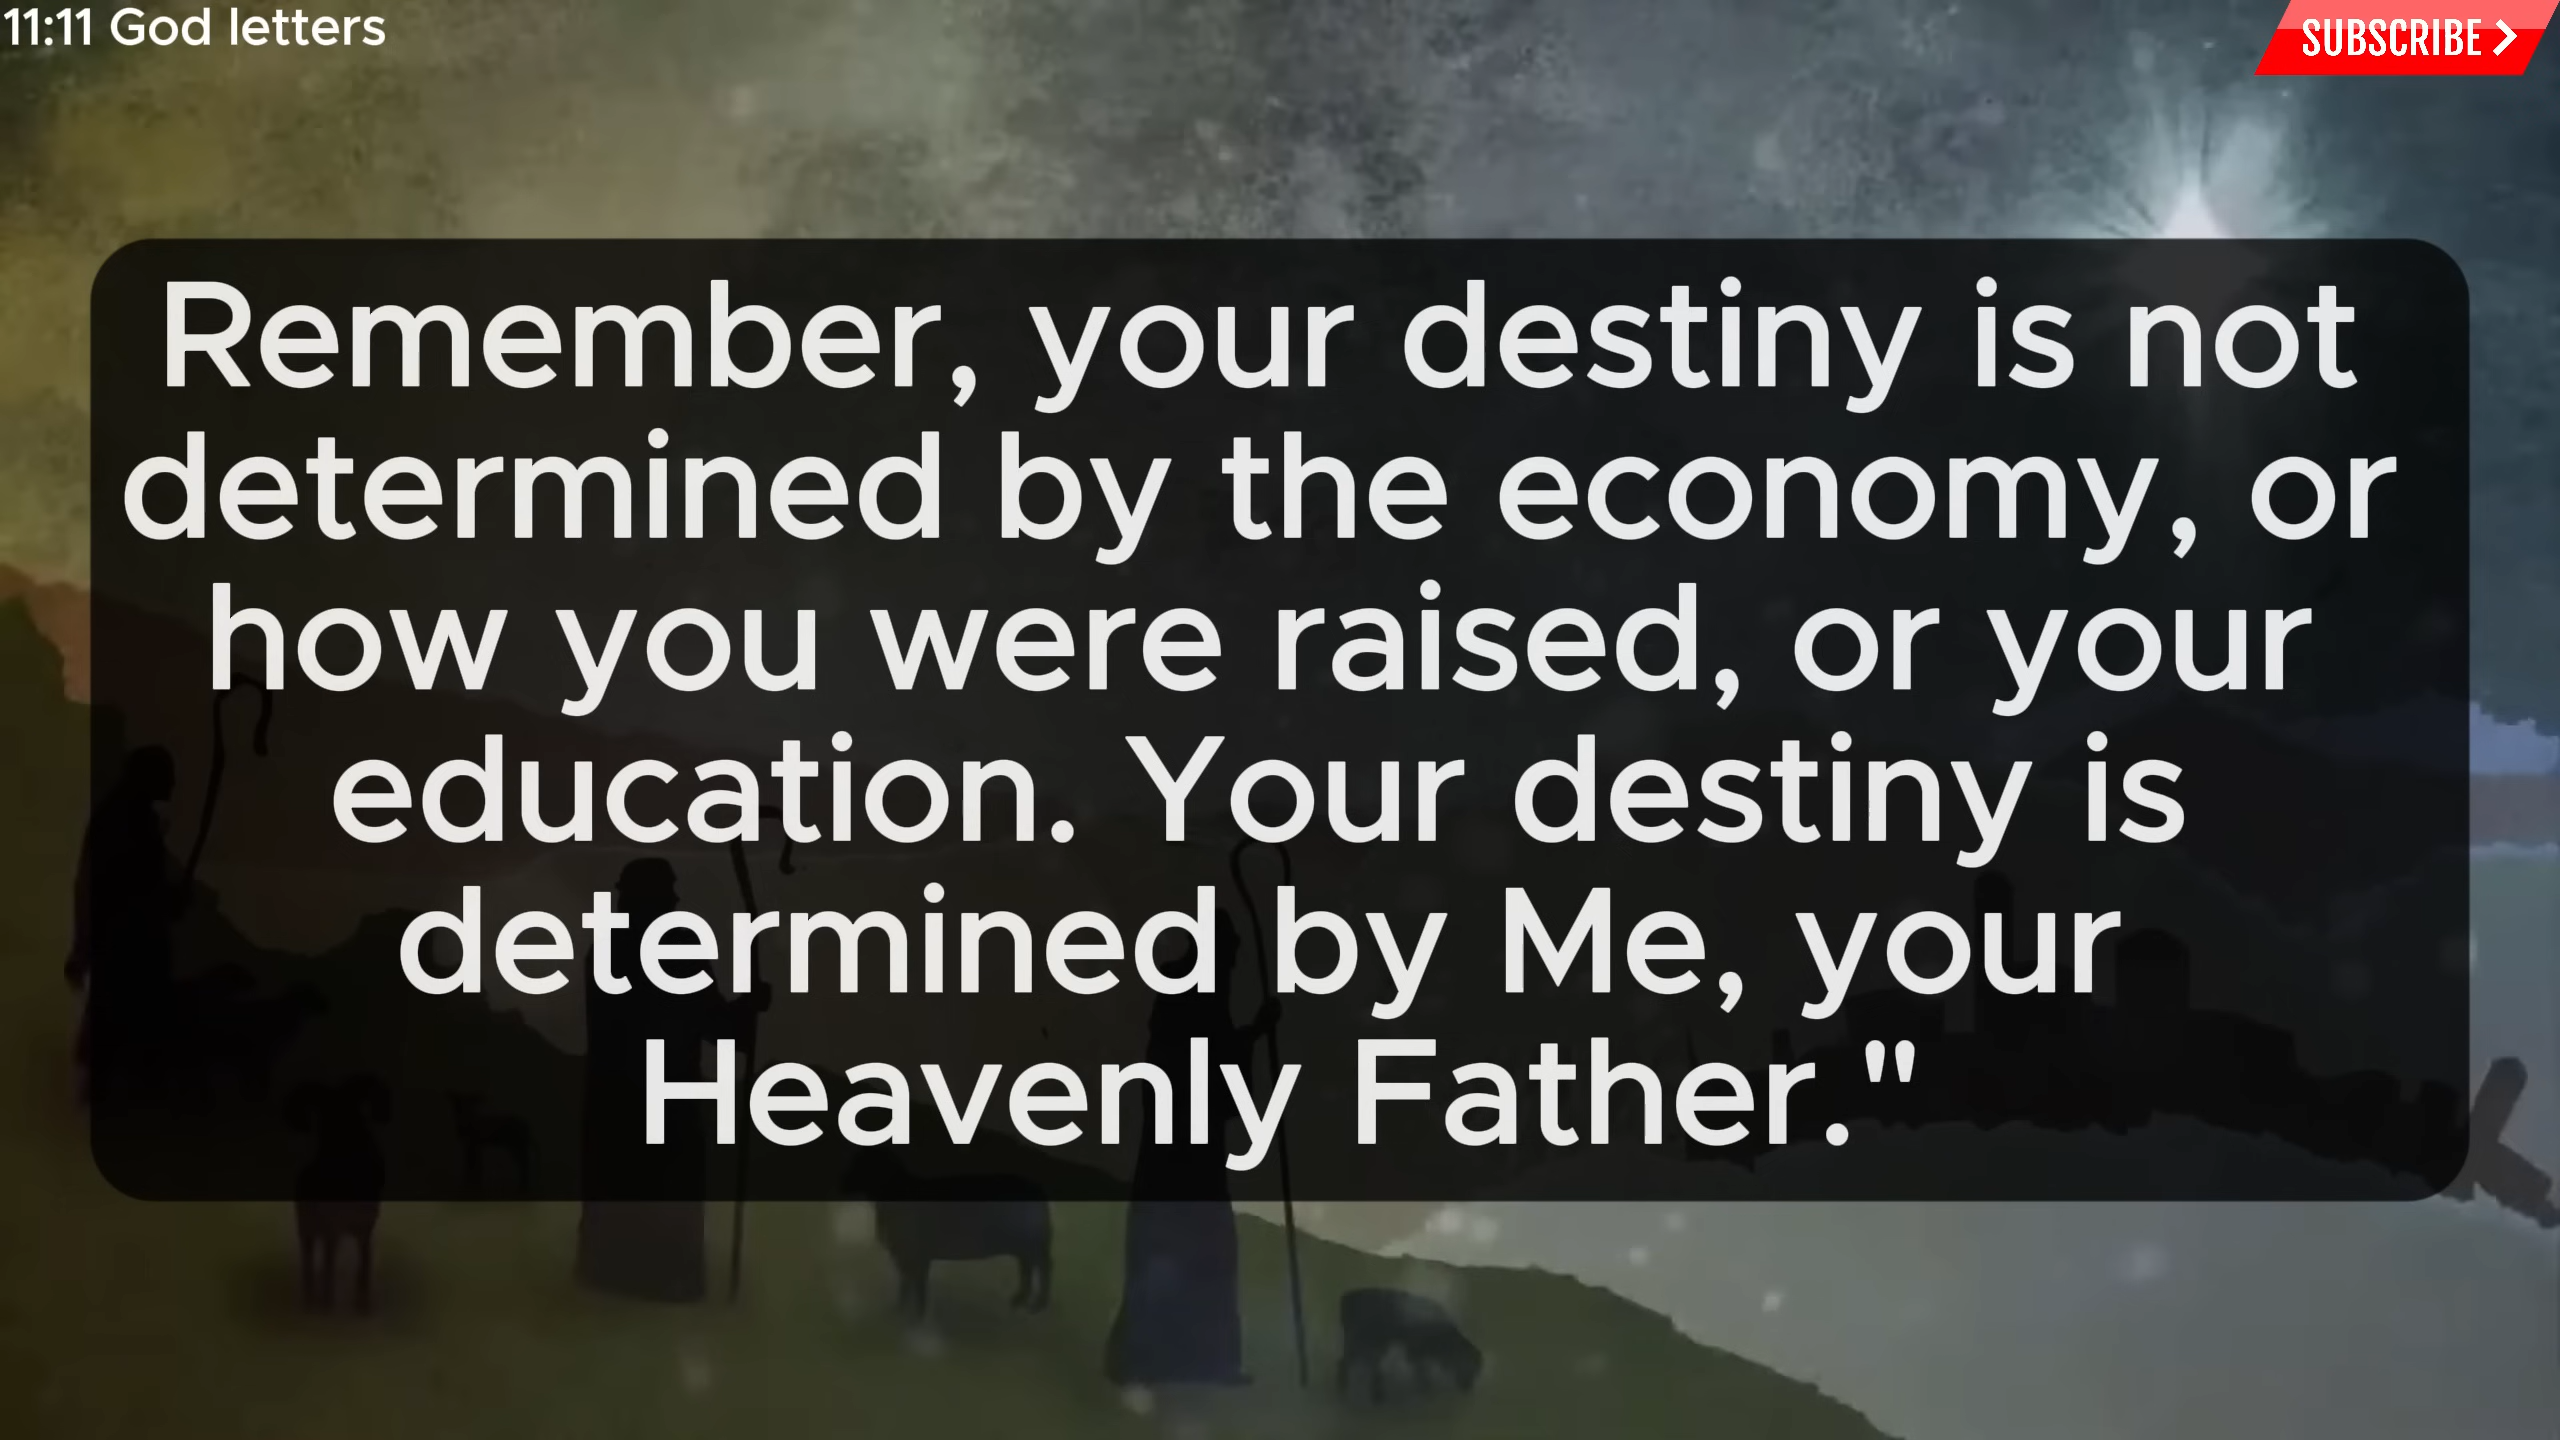 11:11 God letters
SUBSCRIBE
Remember, your destiny is not
determined by the economy, or
how you were raised, or your
education. Your destiny is
determined by Me, your
Heavenly Father."